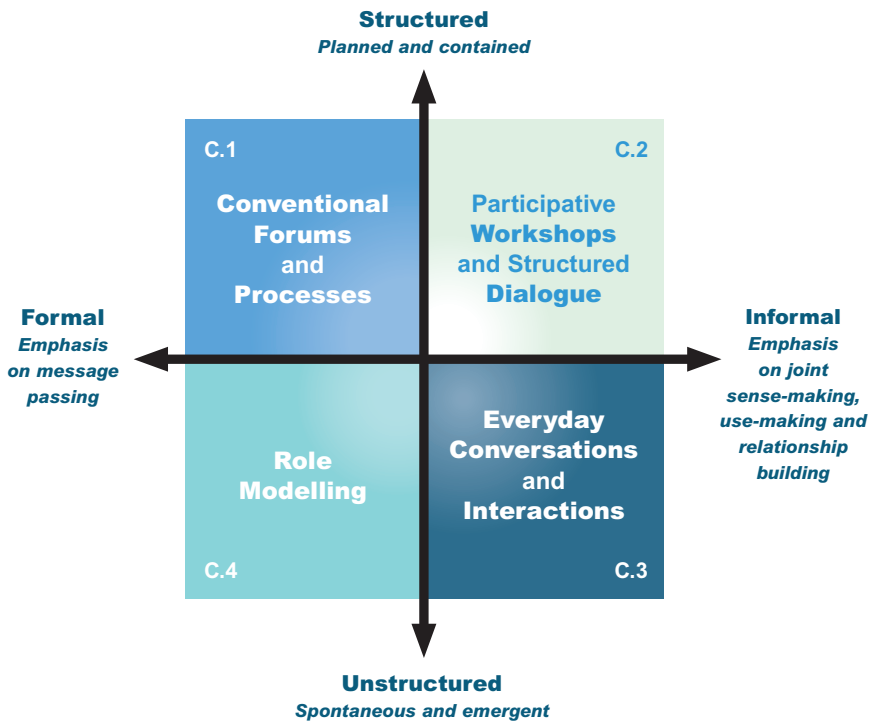 Structured
Planned and contained
C.1
Conventional
Forums
and
Processes
C.2
Participative
Workshops
and Structured
Dialogue
Formal
Emphasis
on message
passing
Informal
Emphasis
on joint
sense-making,
use-making and
relationship
building
Role
Modelling
C.4
Everyday
Conversations
and
Interactions
C.3
Unstructured
Spontaneous and emergent